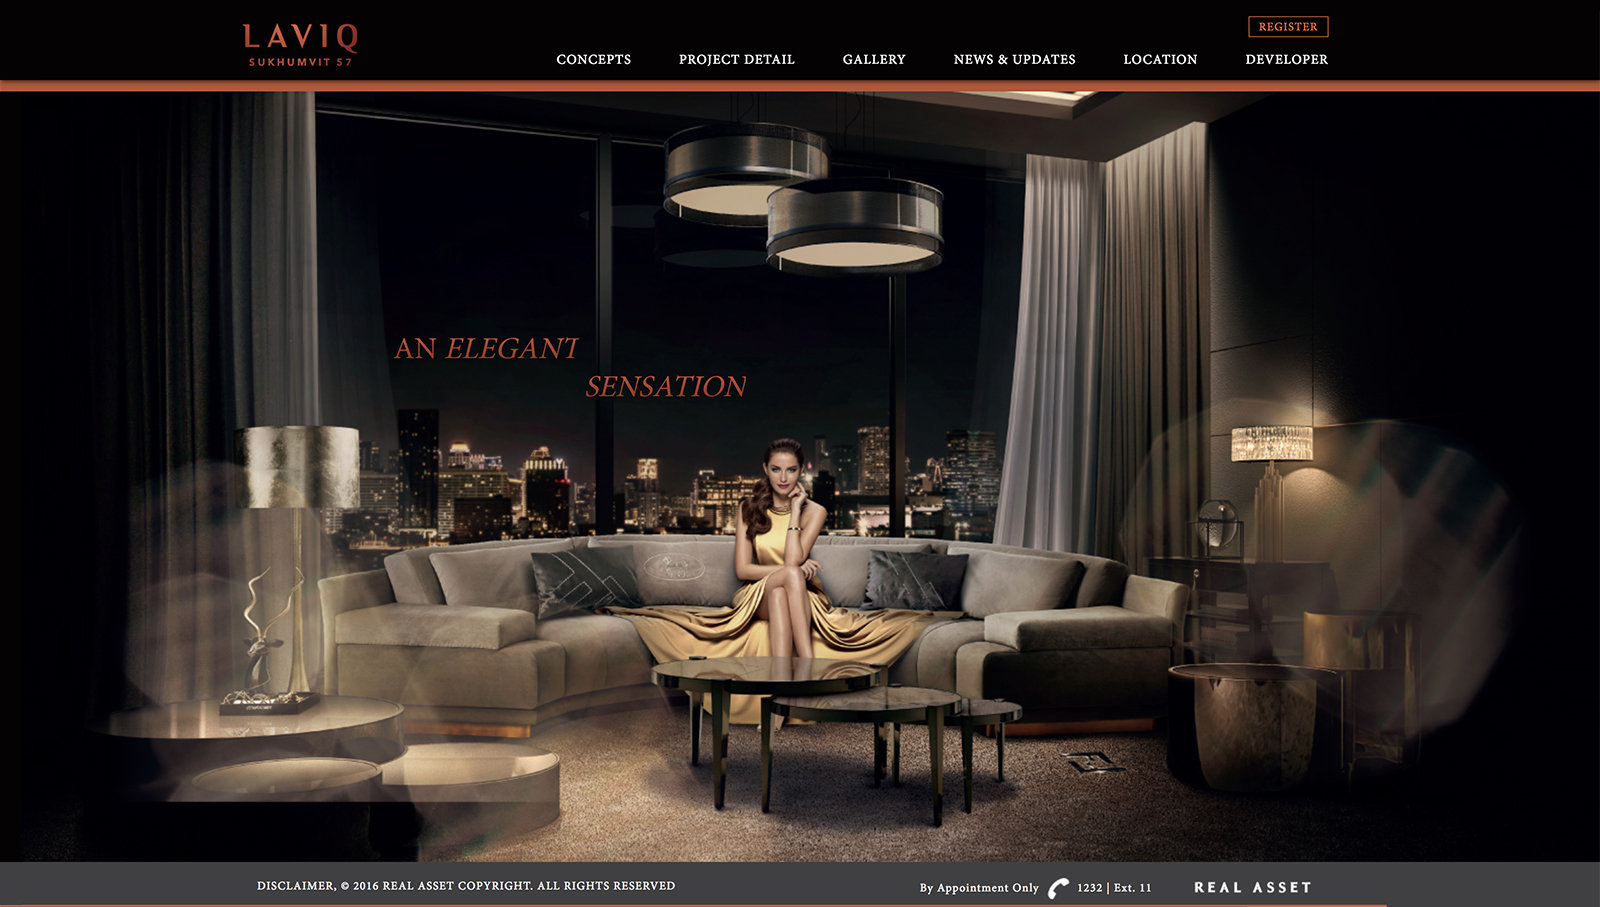 LAVIQ
SUKHUMVIT 57
REGISTER
CONCEPTS
PROJECT DETAIL
GALLERY
NEWS & UPDATES
LOCATION
DEVELOPER
AN ELEGANT
SENSATION
DISCLAIMER, © 2016 REAL ASSET COPYRIGHT. ALL RIGHTS RESERVED
By Appointment Only
1232 | Ext. 11
REAL ASSET